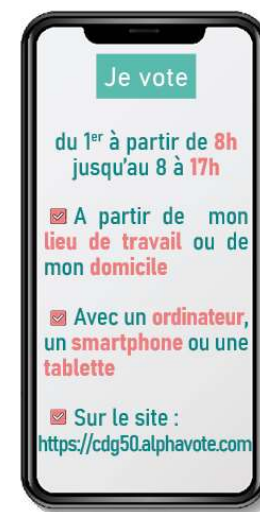 Je vote
du 1er à partir de 8h
jusqu'au 8 à 17h
A partir de mon
lieu de travail ou de
mon domicile
Avec un ordinateur,
un smartphone ou une
tablette
Sur le site :
https://cdg50.alphavote.com